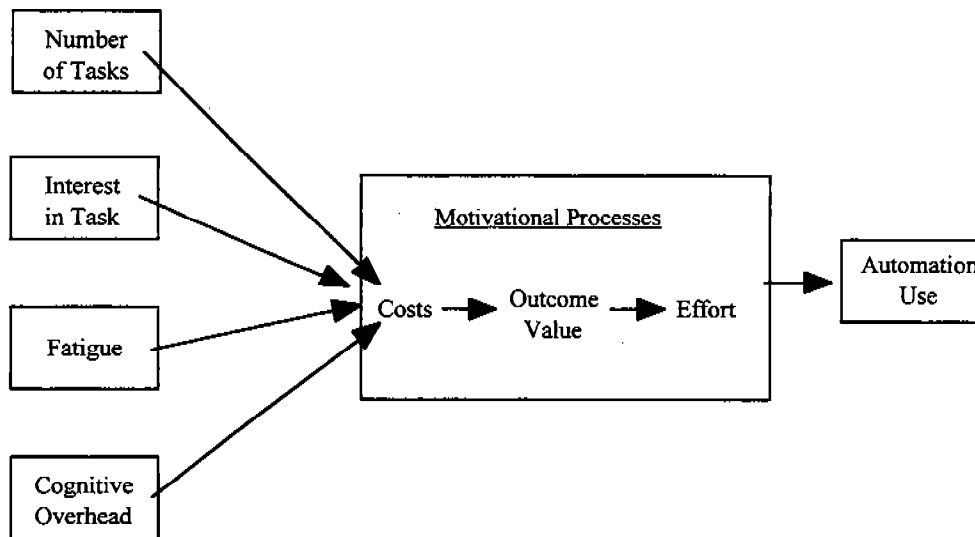 Number
of Tasks
Interest
in Task
Fatigue
Cognitive
Overhead
Motivational Processes
Costs
Outcome
Value
Effort
Automation
Use